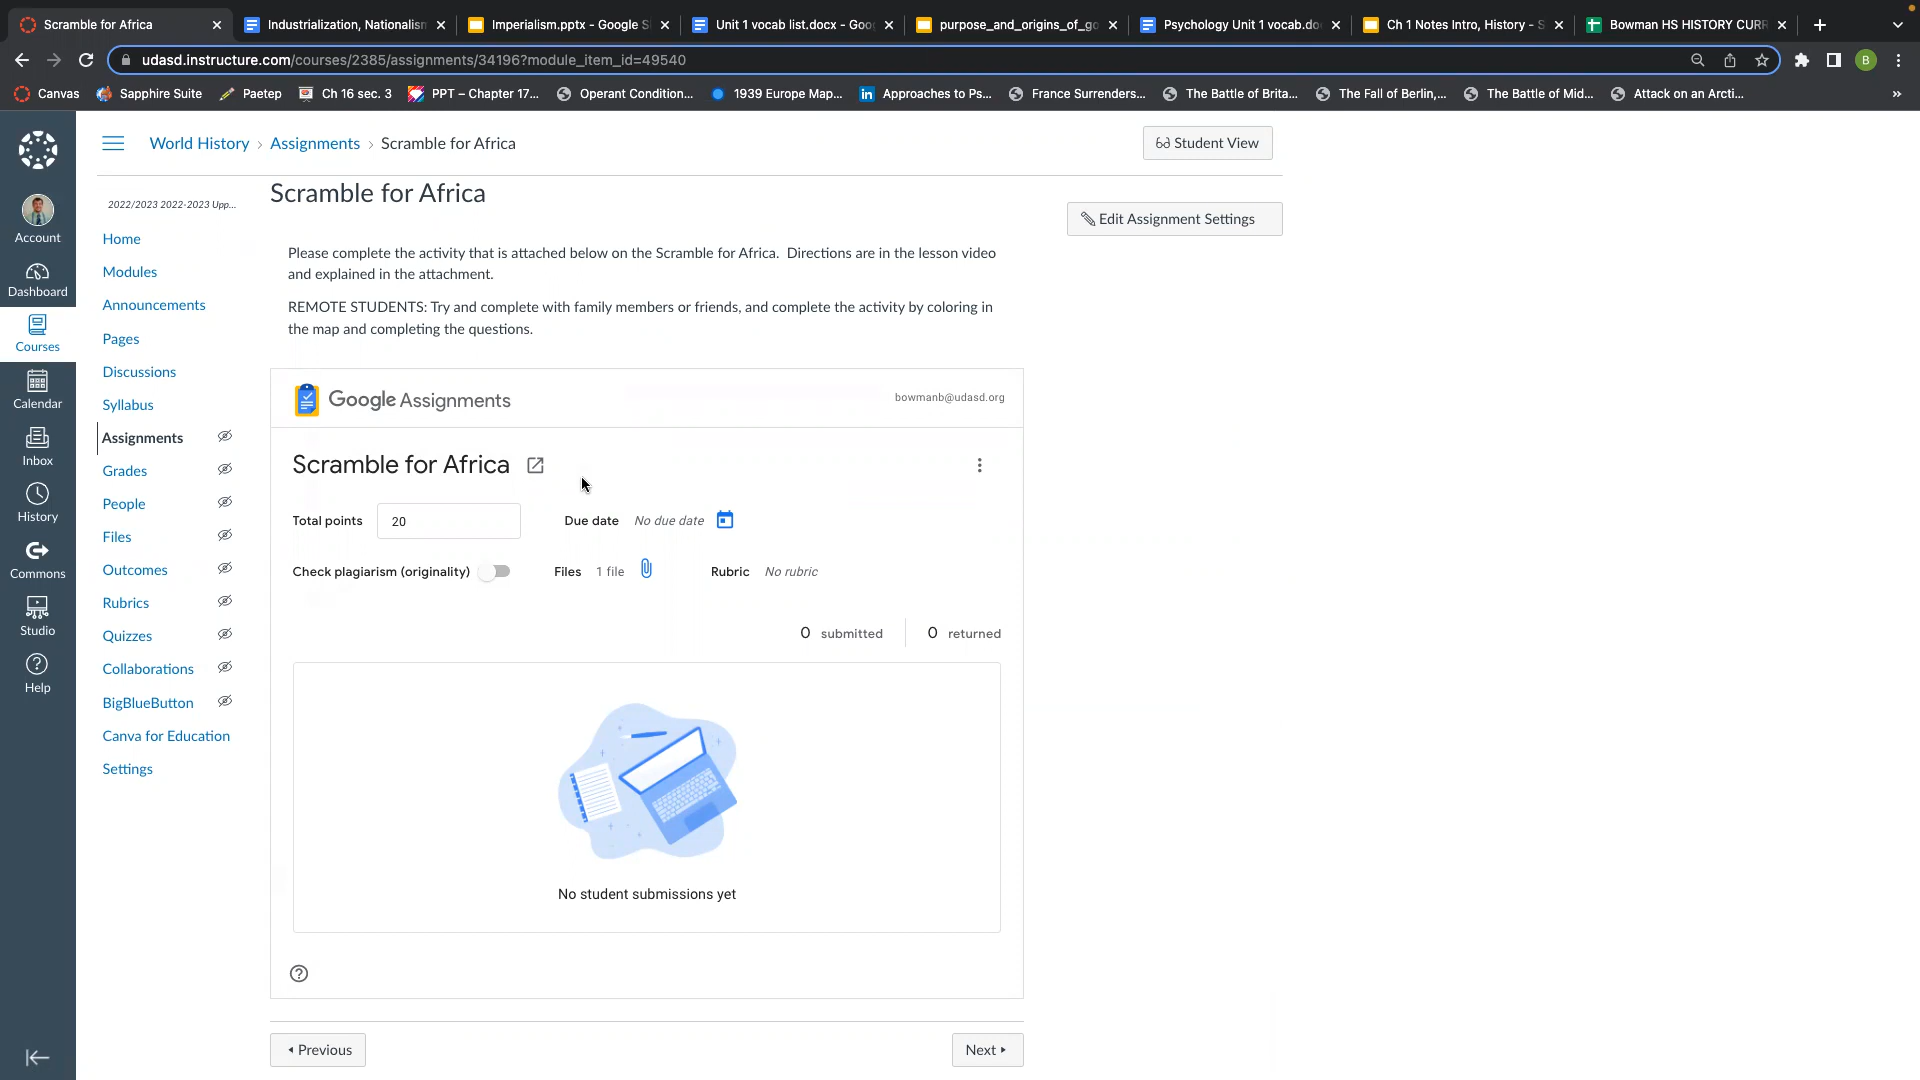 Scramble for Africa
Industrialization, Nationalism
Imperialism.pptx - Google S
Unit 1 vocab list.docx - Goo
purpose_and_origins_of_go
Psychology Unit 1 vocab.do
Ch 1 Notes Intro, History - S
Bowman HS HISTORY CURR
udasd.instructure.com/courses/2385/assignments/34196?module_item_id=49540
B
Canvas
Sapphire Suite
Paetep
Ch 16 sec. 3
PPT – Chapter 17...
Operant Condition...
1939 Europe Map...
Approaches to Ps...
France Surrenders...
The Battle of Brita...
The Fall of Berlin,...
The Battle of Mid...
Attack on an Arcti...
»
World History › Assignments › Scramble for Africa
Student View
Account
Dashboard
Courses
Calendar
Inbox
History
Commons
Studio
Help
2022/2023 2022-2023 Upp...
Home
Modules
Announcements
Pages
Discussions
Syllabus
Assignments
Grades
People
Files
Outcomes
Rubrics
Quizzes
Collaborations
BigBlueButton
Canva for Education
Settings
Scramble for Africa
Edit Assignment Settings
Please complete the activity that is attached below on the Scramble for Africa. Directions are in the lesson video
and explained in the attachment.
REMOTE STUDENTS: Try and complete with family members or friends, and complete the activity by coloring in
the map and completing the questions.
Google Assignments
bowmanb@udasd.org
Scramble for Africa
Total points 20 Due date No due date
Check plagiarism (originality) Files 1 file Rubric No rubric
0 submitted 0 returned
No student submissions yet
Previous
Next